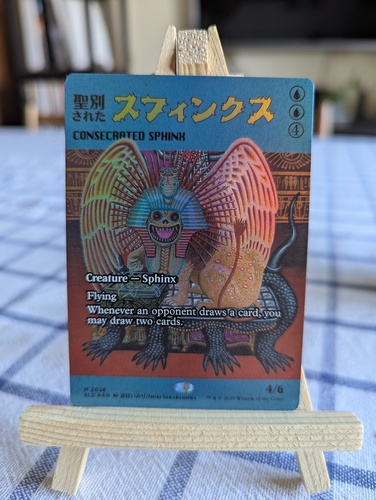 聖別
された
スフィンクス
CONSECRATED SPHINX
4
Creature — Sphinx
Flying
Whenever an opponent draws a card, you
may draw two cards.
4/6